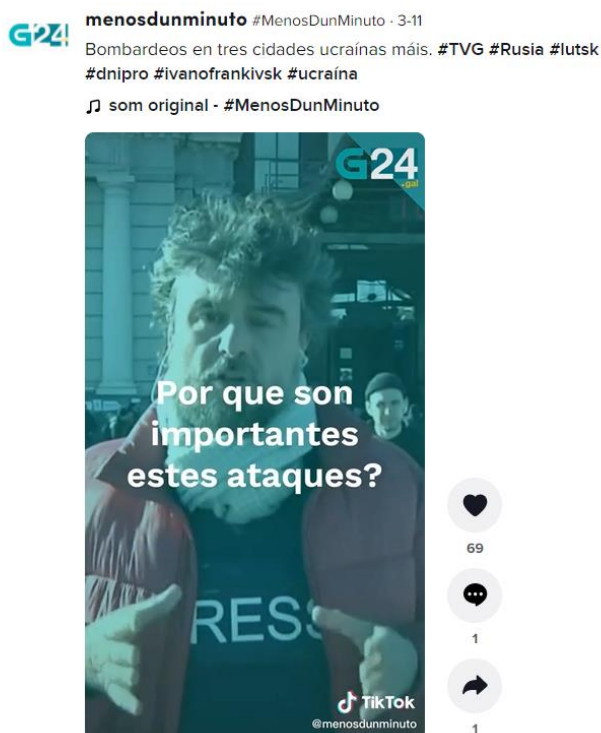 G24
menosdunminuto #MenosDunMinuto · 3-11
Bombardeos en tres cidades ucraínas máis. #TVG #Rusia #lutsk
#dnipro #ivanofrankivsk #ucraína
♫ som original - #MenosDunMinuto
G24
.gal
Por que son
importantes
estes ataques?
RESS
69
1
1
TikTok
@menosdunminuto